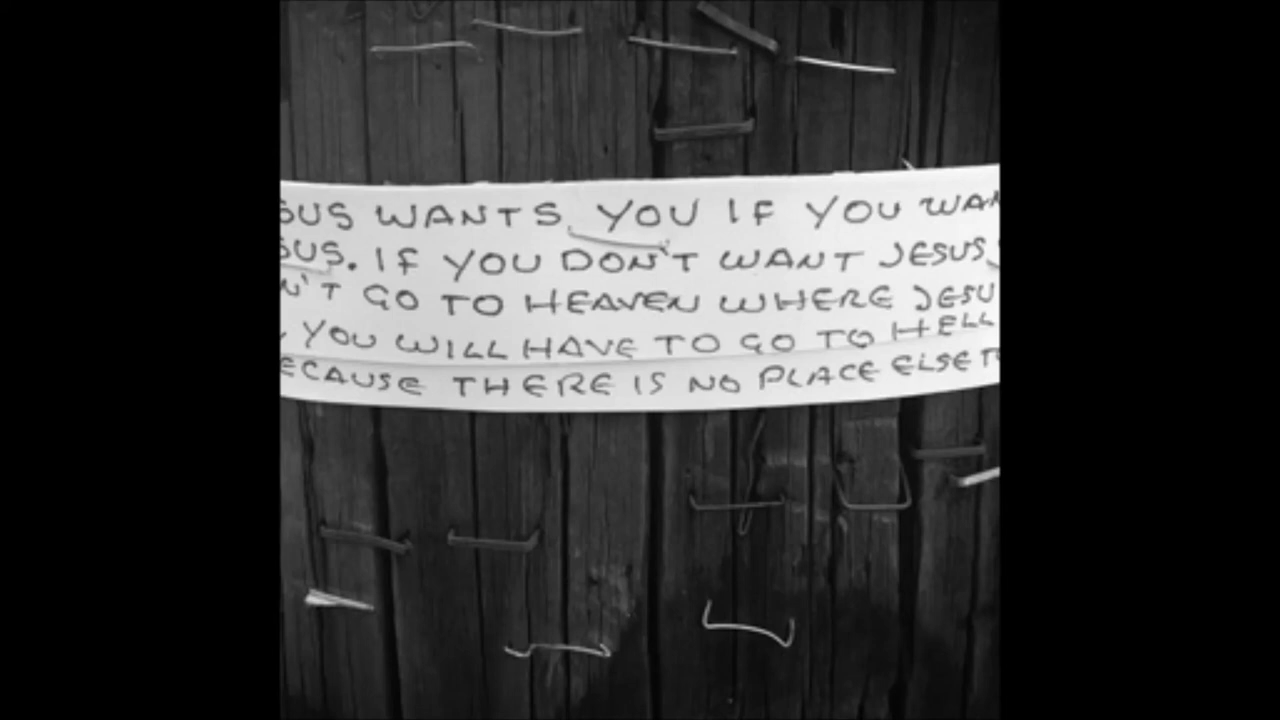 SUS WANTS YOU IF YOU WAN
SUS. IF YOU DON'T WANT JESUS
N'T GO TO HEAVEN WHERE JESU
, YOU WILL HAVE TO GO TO HELL
ECAUSE THERE IS NO PLACE ELSE T